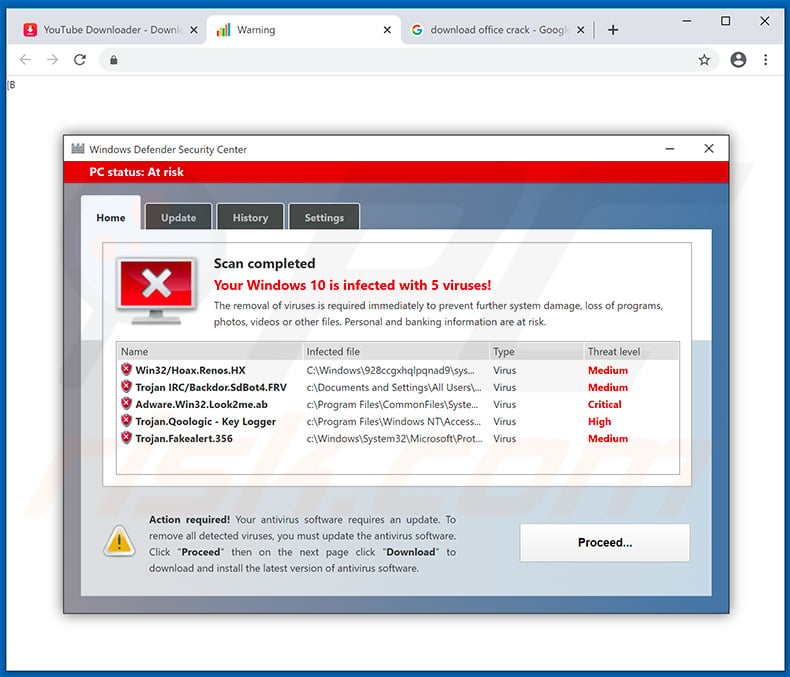 YouTube Downloader - Downl
Warning
download office crack - Google
[B
Windows Defender Security Center
PC status: At risk
Home
Update
History
Settings
Scan completed
Your Windows 10 is infected with 5 viruses!
The removal of viruses is required immediately to prevent further system damage, loss of programs,
photos, videos or other files. Personal and banking information are at risk.
Name Infected file Type Threat level
Win32/Hoax.Renos.HX C:\Windows\928ccgxhqlpqnad9\sys... Virus Medium
Trojan IRC/Backdor.SdBot4.FRV c:\Documents and Settings\All Users\... Virus Medium
Adware.Win32.Look2me.ab c:\Program Files\CommonFiles\Syste... Virus Critical
Trojan.Qoologic - Key Logger c:\Program Files\Windows NT\Access... Virus High
Trojan.Fakealert.356 c:\Windows\System32\Microsoft\Prot... Virus Medium
Action required! Your antivirus software requires an update. To
remove all detected viruses, you must update the antivirus software.
Click "Proceed" then on the next page click "Download" to
download and install the latest version of antivirus software.
Proceed...
PC
risk.com